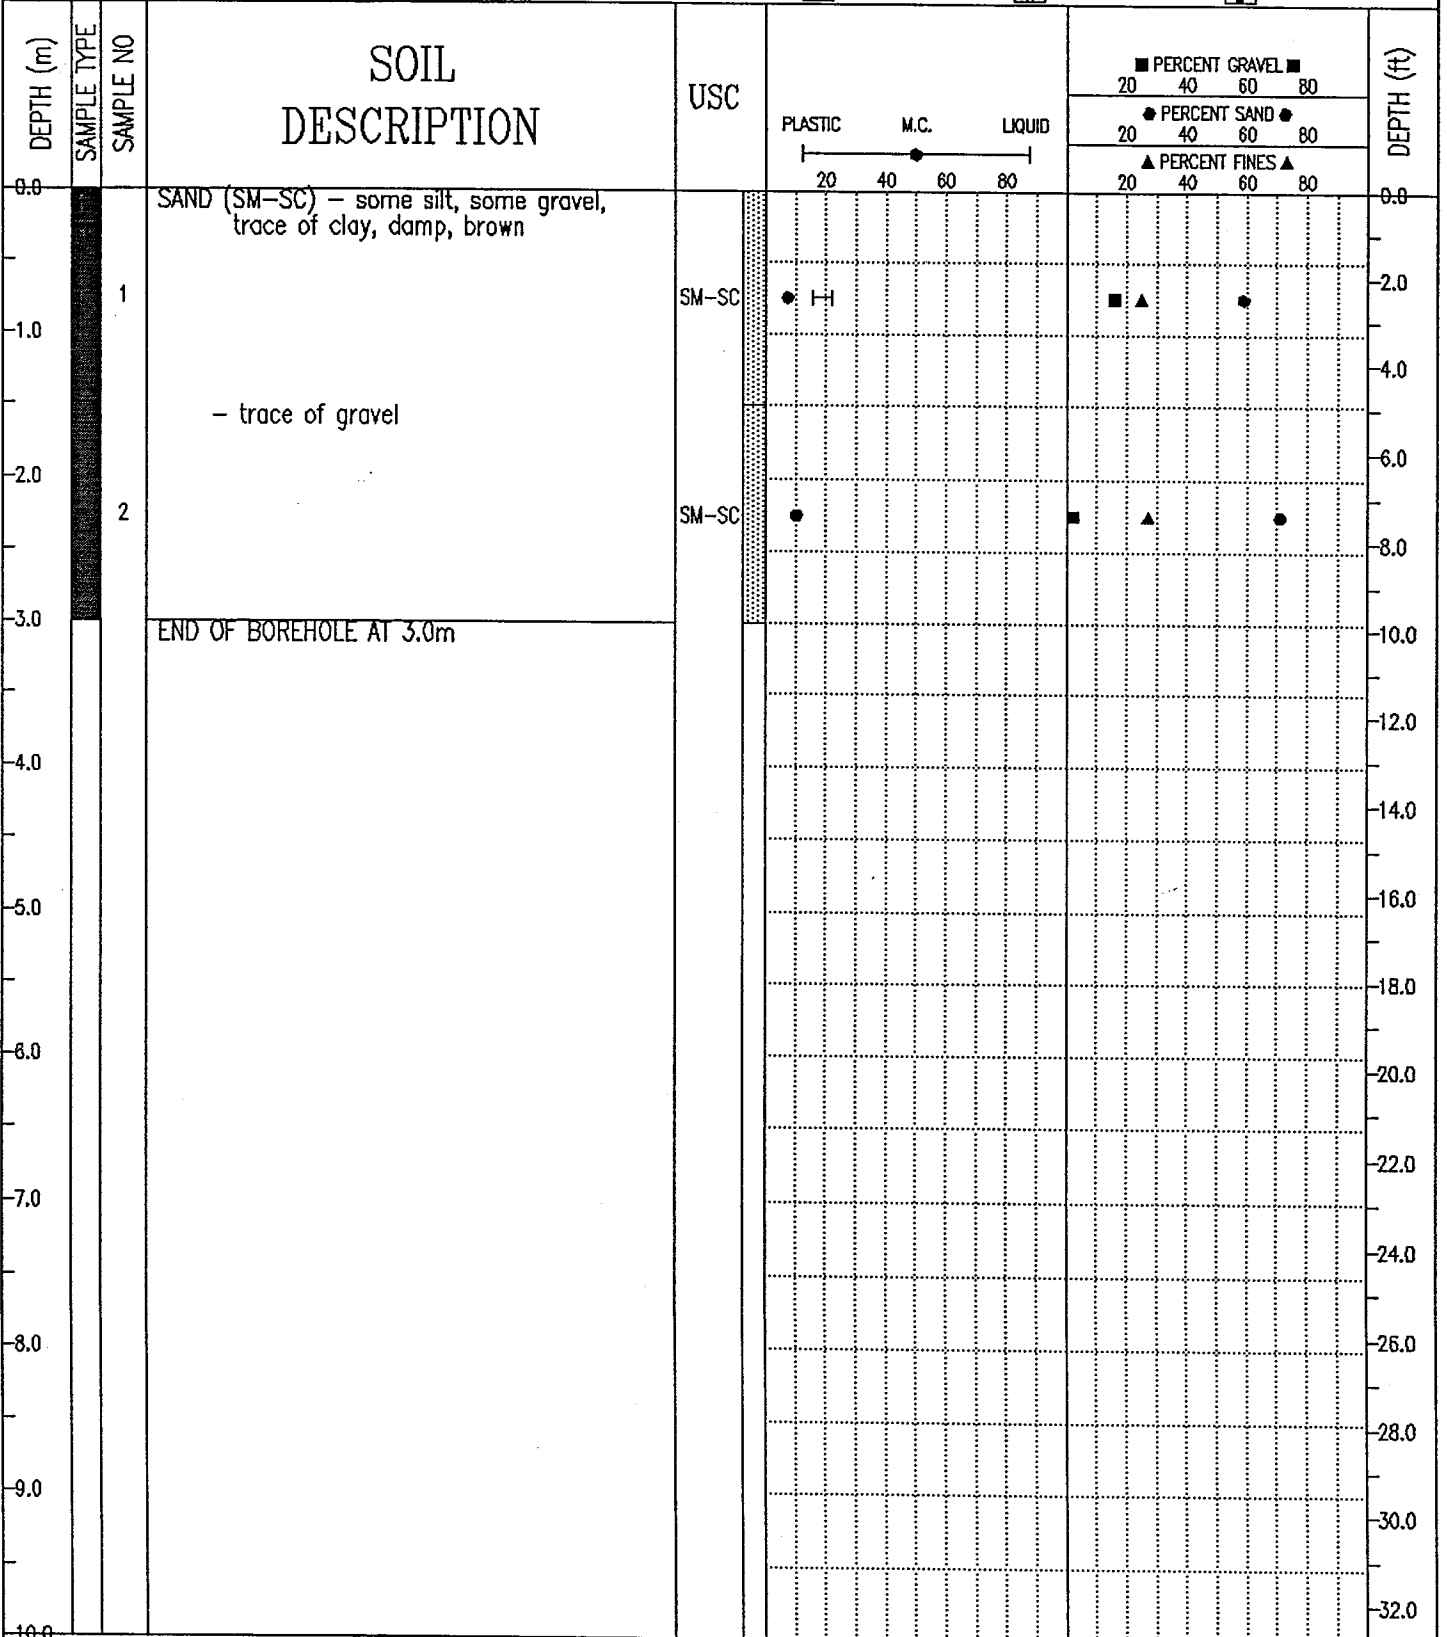 DEPTH (m)
SAMPLE TYPE
SAMPLE NO
SOIL
DESCRIPTION
USC
PLASTIC M.C. LIQUID
20 40 60 80
■ PERCENT GRAVEL ■
20 40 60 80
● PERCENT SAND ●
20 40 60 80
▲ PERCENT FINES ▲
20 40 60 80
DEPTH (ft)
0.0
SAND (SM-SC) – some silt, some gravel,
trace of clay, damp, brown
0.0
1
SM-SC
2.0
1.0
4.0
– trace of gravel
6.0
2.0
2
SM-SC
8.0
3.0
END OF BOREHOLE AT 3.0m
10.0
12.0
4.0
14.0
5.0
16.0
18.0
6.0
20.0
7.0
22.0
24.0
8.0
26.0
28.0
9.0
30.0
32.0
10.0